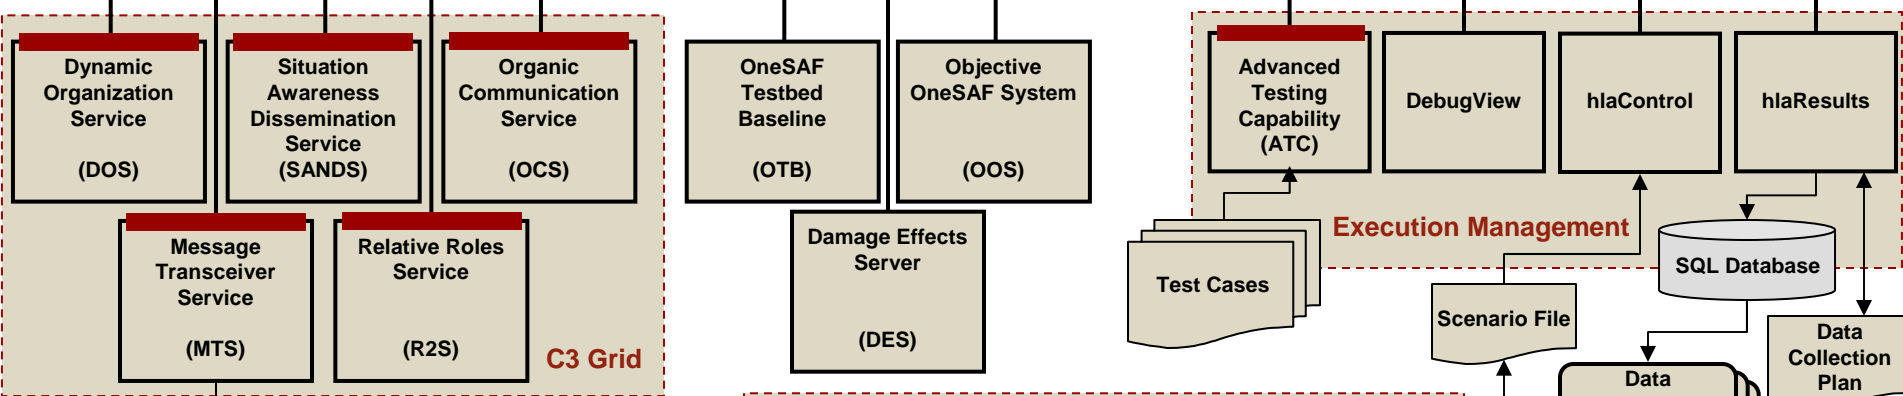 Dynamic
Organization
Service
(DOS)
Situation
Awareness
Dissemination
Service
(SANDS)
Organic
Communication
Service
(OCS)
Message
Transceiver
Service
(MTS)
Relative Roles
Service
(R2S)
C3 Grid
OneSAF
Testbed
Baseline
(OTB)
Objective
OneSAF System
(OOS)
Damage Effects
Server
(DES)
Advanced
Testing
Capability
(ATC)
DebugView
hlaControl
hlaResults
Execution Management
Test Cases
Scenario File
SQL Database
Data
Data
Collection
Plan